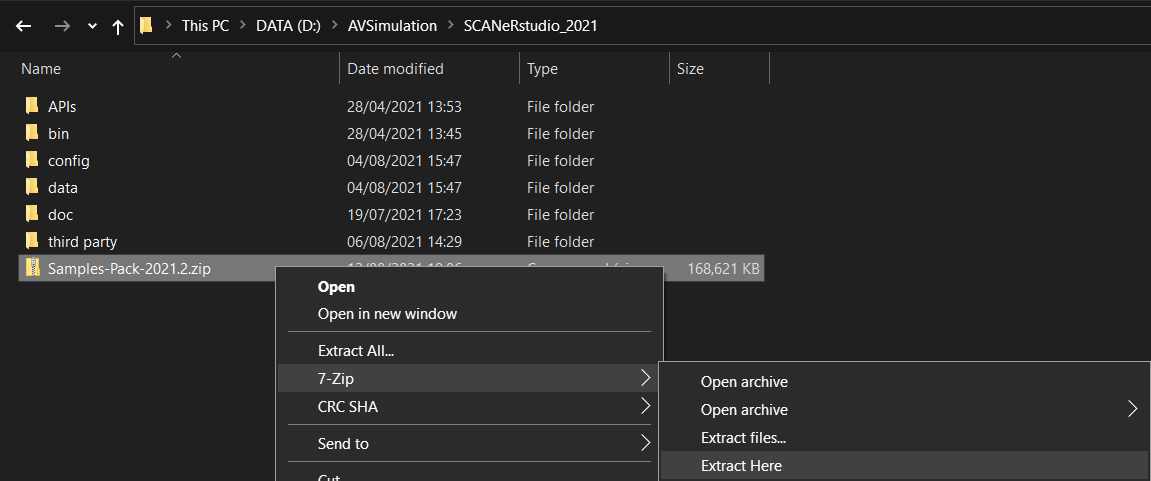 This PC > DATA (D:) > AVSimulation > SCANeRstudio_2021
Name Date modified Type Size
APIs 28/04/2021 13:53 File folder
bin 28/04/2021 13:45 File folder
config 04/08/2021 15:47 File folder
data 04/08/2021 15:47 File folder
doc 19/07/2021 17:23 File folder
third party 06/08/2021 14:29 File folder
Samples-Pack-2021.2.zip 168,621 KB
Open
Open in new window
Extract All...
7-Zip
CRC SHA
Send to
Cut
Open archive
Open archive
Extract files...
Extract Here